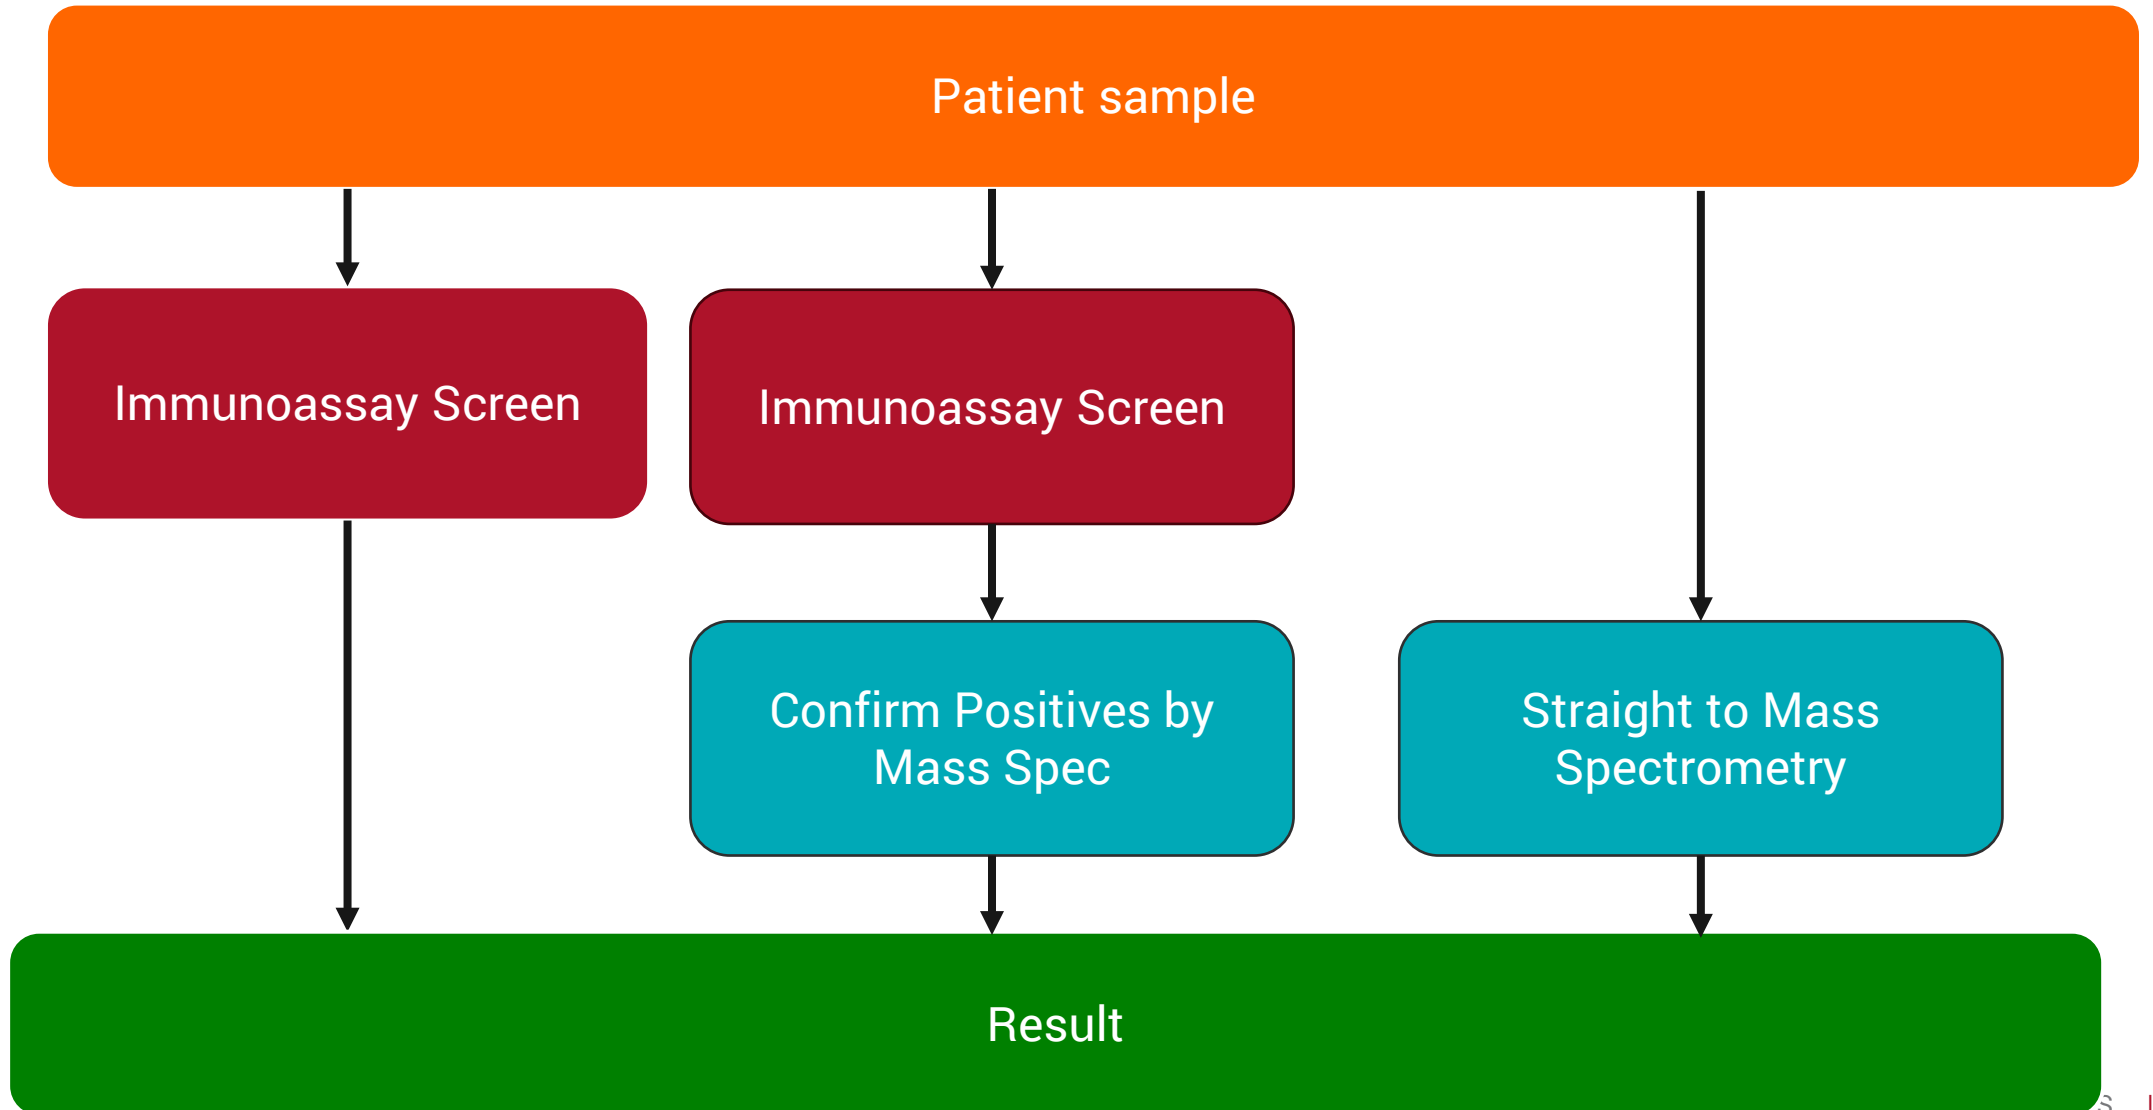 Patient sample
Immunoassay Screen
Immunoassay Screen
Confirm Positives by
Mass Spec
Straight to Mass
Spectrometry
Result